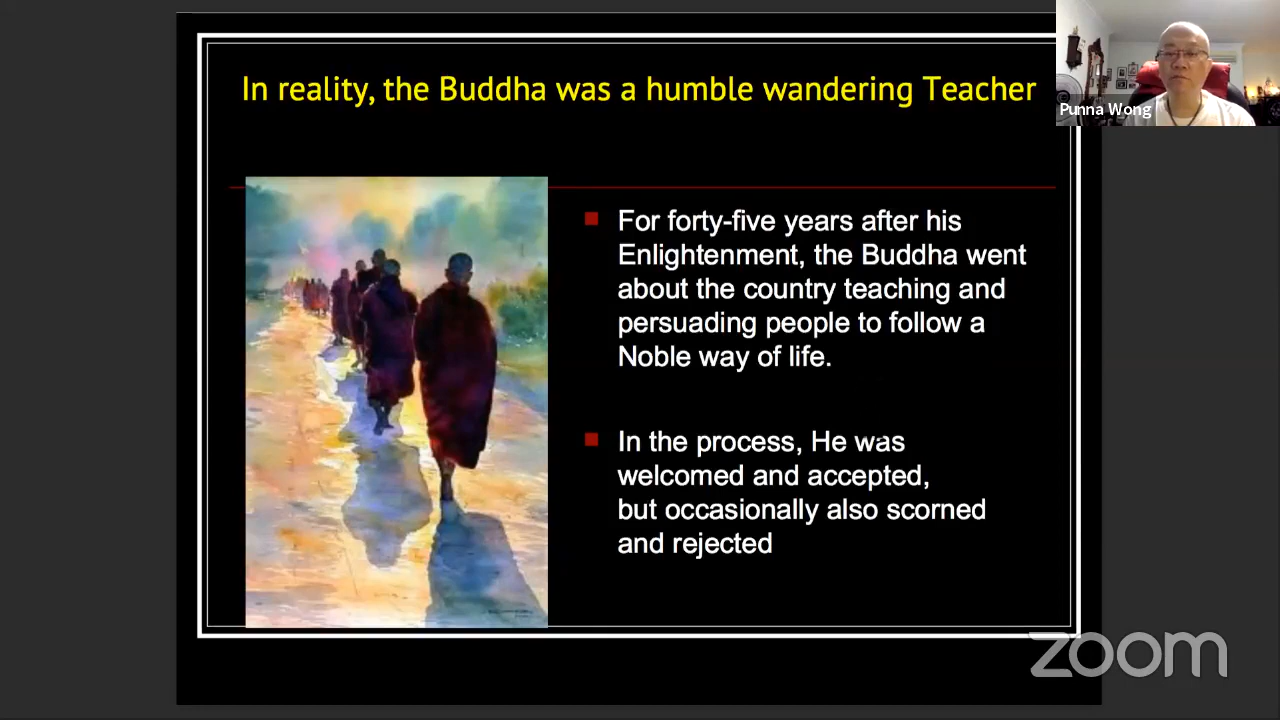 In reality, the Buddha was a humble wandering Teacher
Punna Wong
For forty-five years after his
Enlightenment, the Buddha went
about the country teaching and
persuading people to follow a
Noble way of life.
In the process, He was
welcomed and accepted,
but occasionally also scorned
and rejected
zoom